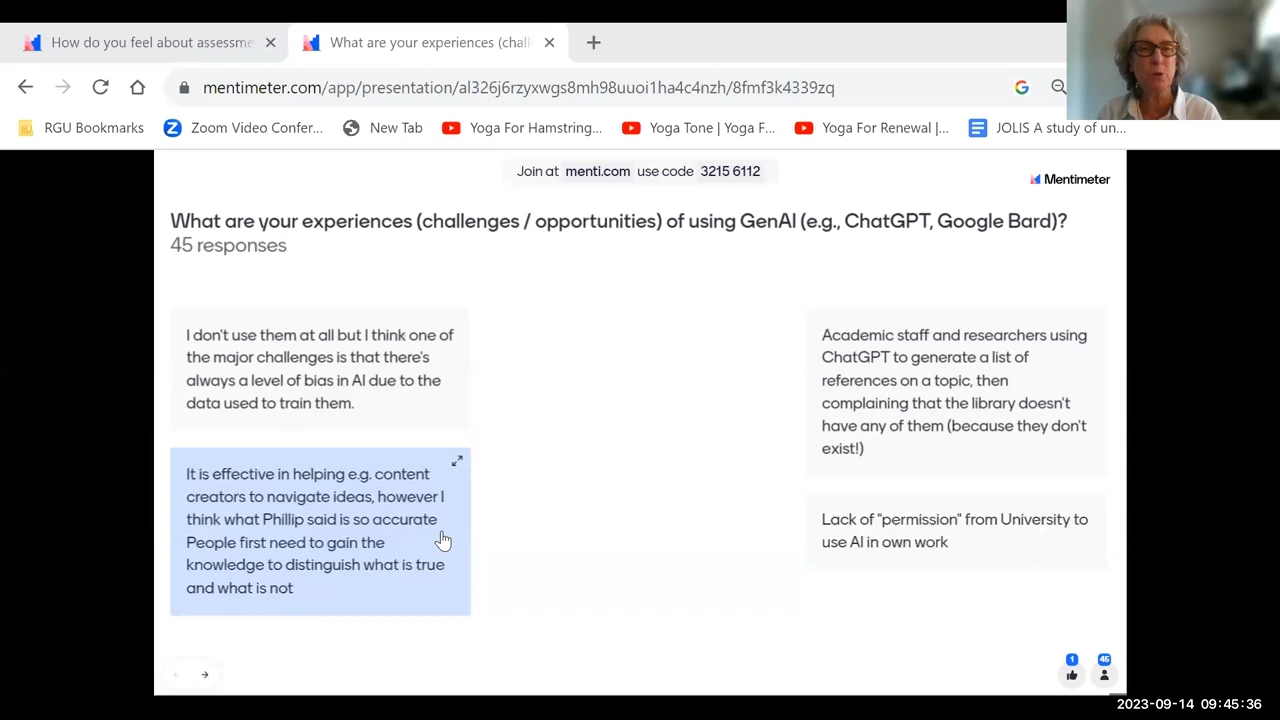 How do you feel about assessme
What are your experiences (chall
mentimeter.com/app/presentation/al326j6rzyxwgs8mh98uuoi1ha4c4nzh/8fmf3k4339zq
RGU Bookmarks
Zoom Video Confer...
New Tab
Yoga For Hamstring...
Yoga Tone | Yoga F...
Yoga For Renewal |...
JOLIS A study of un...
Join at menti.com use code 3215 6112
Mentimeter
What are your experiences (challenges / opportunities) of using GenAI (e.g., ChatGPT, Google Bard)?
45 responses
I don't use them at all but I think one of
the major challenges is that there's
always a level of bias in AI due to the
data used to train them.
It is effective in helping e.g. content
creators to navigate ideas, however I
think what Phillip said is so accurate
People first need to gain the
knowledge to distinguish what is true
and what is not
Academic staff and researchers using
ChatGPT to generate a list of
references on a topic, then
complaining that the library doesn't
have any of them (because they don't
exist!)
Lack of "permission" from University to
use AI in own work
1
45
2023-09-14 09:45:36